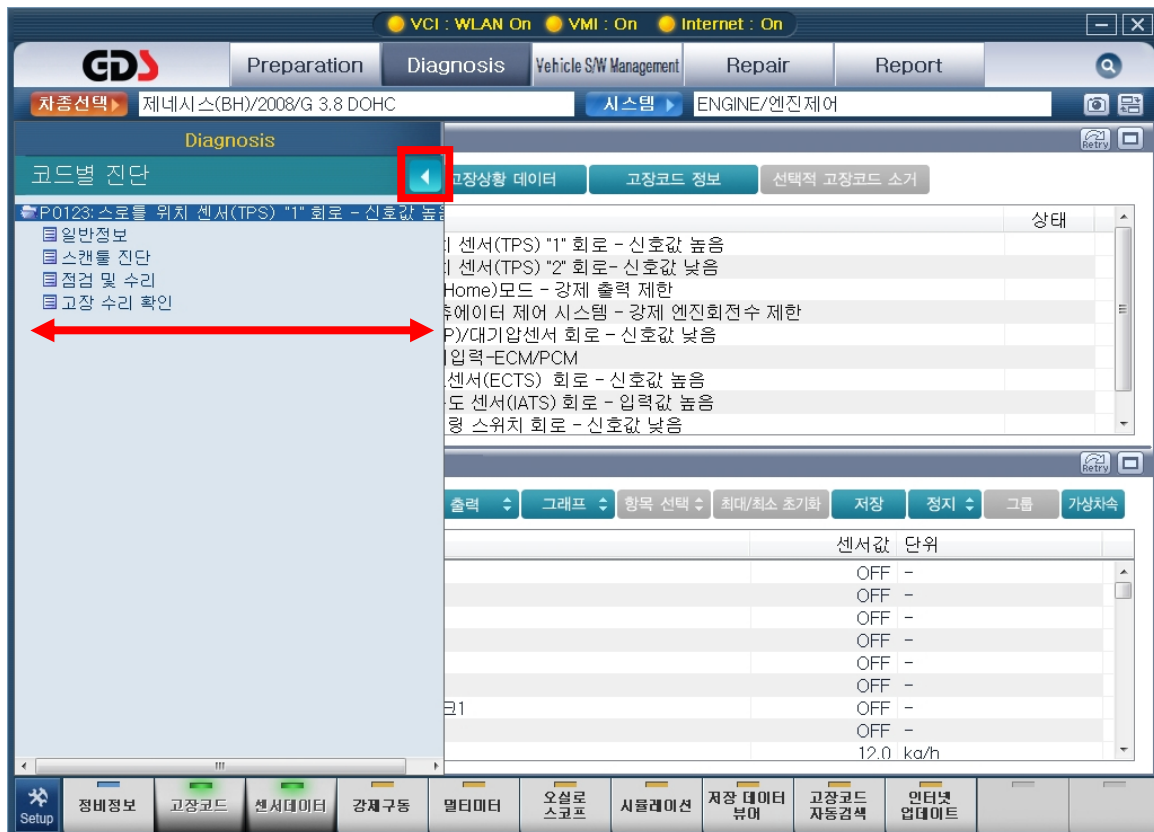 VCI : WLAN On VMI : On Internet : On
GDS Preparation Diagnosis Vehicle S/W Management Repair Report
차종선택 제네시스(BH)/2008/G 3.8 DOHC 시스템 ENGINE/엔진제어
Diagnosis
Retry
코드별 진단
고장상황 데이터 고장코드 정보 선택적 고장코드 소거
P0123:스로틀 위치 센서(TPS) "1" 회로 - 신호값 높음
일반정보
스캔툴 진단
점검 및 수리
고장 수리 확인
상태
센서(TPS) "1" 회로 - 신호값 높음
센서(TPS) "2" 회로- 신호값 낮음
Home)모드 - 강제 출력 제한
에이터 제어 시스템 - 강제 엔진회전수 제한
P)/대기압센서 회로 - 신호값 낮음
입력-ECM/PCM
센서(ECTS) 회로 - 신호값 높음
도 센서(IATS) 회로 - 입력값 높음
링 스위치 회로 - 신호값 낮음
Retry
출력 그래프 항목 선택 최대/최소 초기화 저장 정지 그룹 가상차속
센서값 단위
OFF -
OFF -
OFF -
OFF -
OFF -
OFF -
크1 OFF -
OFF -
12.0 kg/h
Setup 정비정보 고장코드 센서데이터 강제구동 멀티미터 오실로스코프 시뮬레이션 저장 데이터 뷰어 고장코드 자동검색 인터넷 업데이트